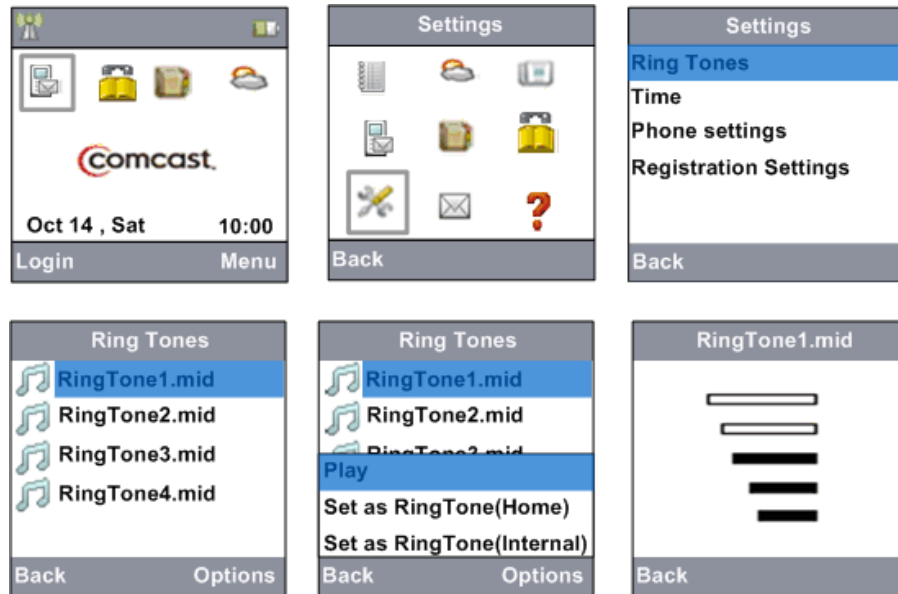 comcast.
Oct 14 , Sat 10:00
Login Menu
Settings
Back
Settings
Ring Tones
Time
Phone settings
Registration Settings
Back
Ring Tones
RingTone1.mid
RingTone2.mid
RingTone3.mid
RingTone4.mid
Back Options
Ring Tones
RingTone1.mid
RingTone2.mid
RingTone3.mid
Play
Set as RingTone(Home)
Set as RingTone(Internal)
Back Options
RingTone1.mid
Back